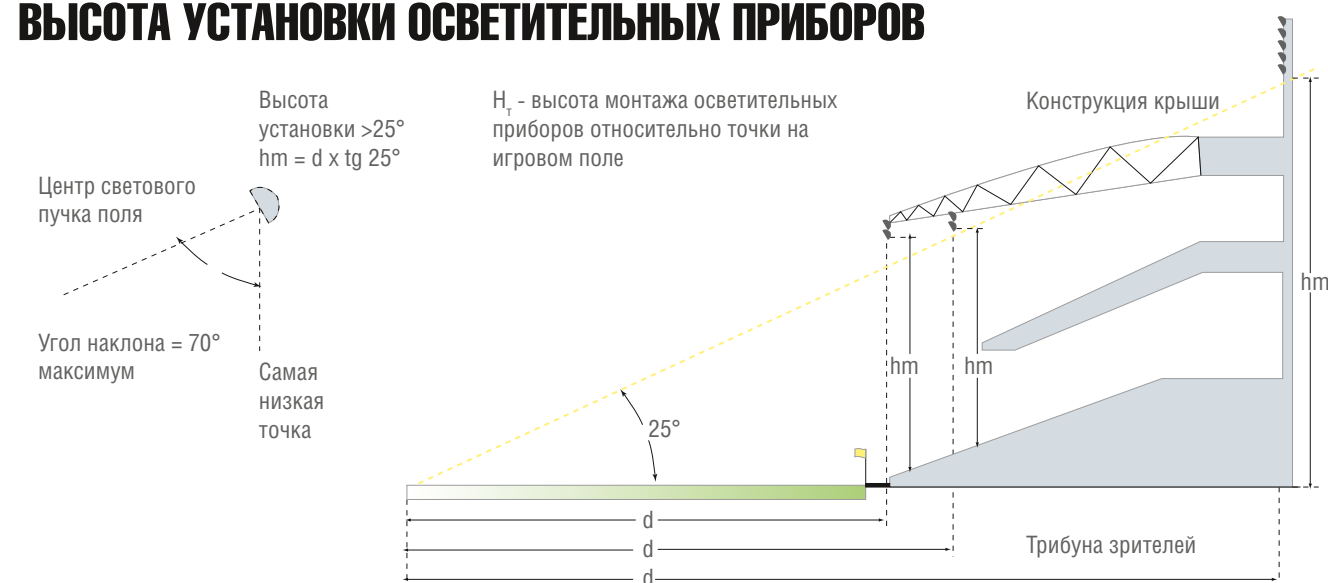 ВЫСОТА УСТАНОВКИ ОСВЕТИТЕЛЬНЫХ ПРИБОРОВ
Высота
установки >25°
hm = d x tg 25°
Hт - высота монтажа осветительных
приборов относительно точки на
игровом поле
Конструкция крыши
Центр светового
пучка поля
Угол наклона = 70°
максимум
Самая
низкая
точка
hm
hm
hm
25°
d
d
d
Трибуна зрителей